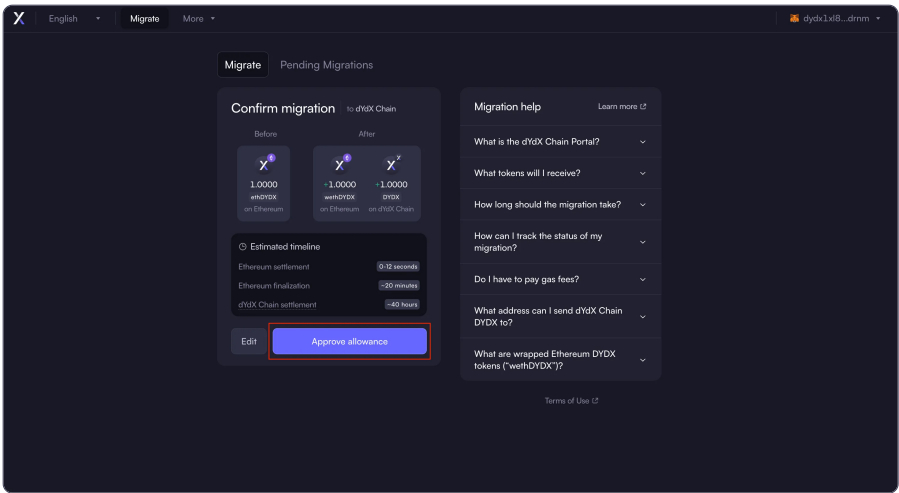 English
Migrate
More
dydx1xl8...drnm
Migrate
Pending Migrations
Confirm migration
to dYdX Chain
Before
After
1.0000
ethDYDX
on Ethereum
+1.0000
wethDYDX
on Ethereum
+1.0000
DYDX
on dYdX Chain
Estimated timeline
Ethereum settlement
0-12 seconds
Ethereum finalization
~20 minutes
dYdX Chain settlement
~40 hours
Edit
Approve allowance
Migration help
Learn more
What is the dYdX Chain Portal?
What tokens will I receive?
How long should the migration take?
How can I track the status of my
migration?
Do I have to pay gas fees?
What address can I send dYdX Chain
DYDX to?
What are wrapped Ethereum DYDX
tokens (“wethDYDX”)?
Terms of Use